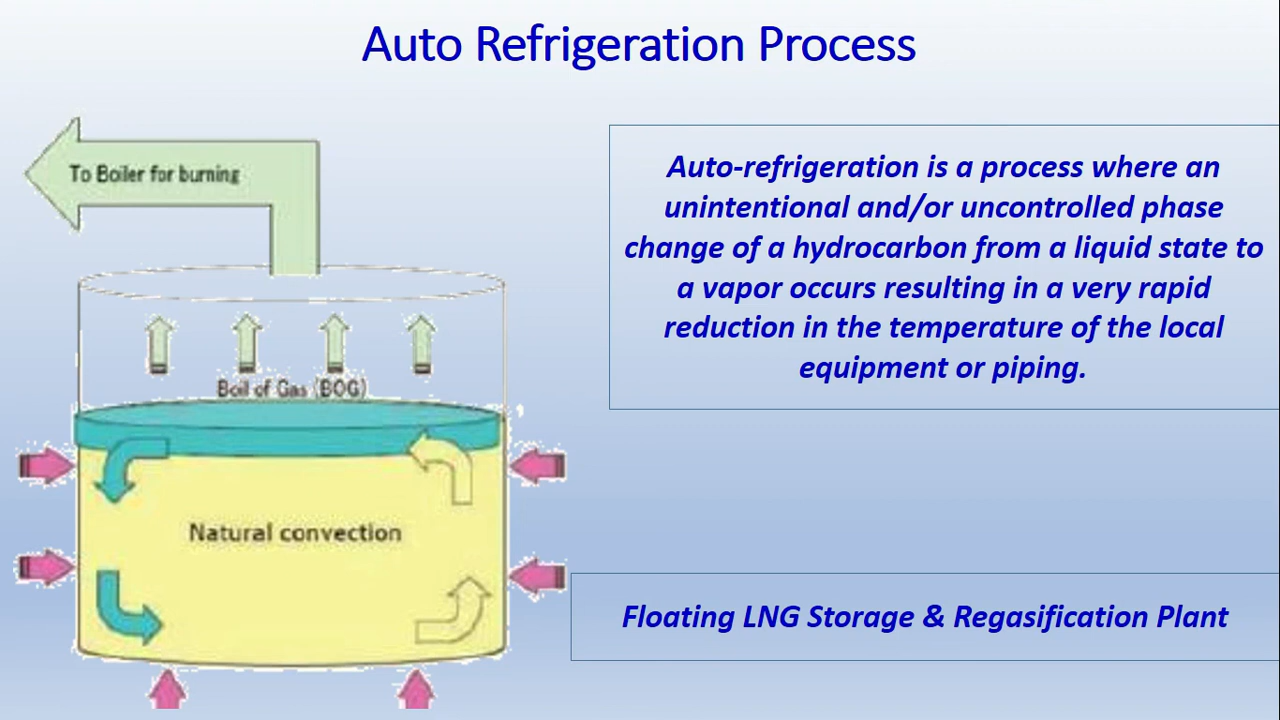 Auto Refrigeration Process
To Boiler for burning
Boil of Gas (BOG)
Natural convection
Auto-refrigeration is a process where an
unintentional and/or uncontrolled phase
change of a hydrocarbon from a liquid state to
a vapor occurs resulting in a very rapid
reduction in the temperature of the local
equipment or piping.
Floating LNG Storage & Regasification Plant